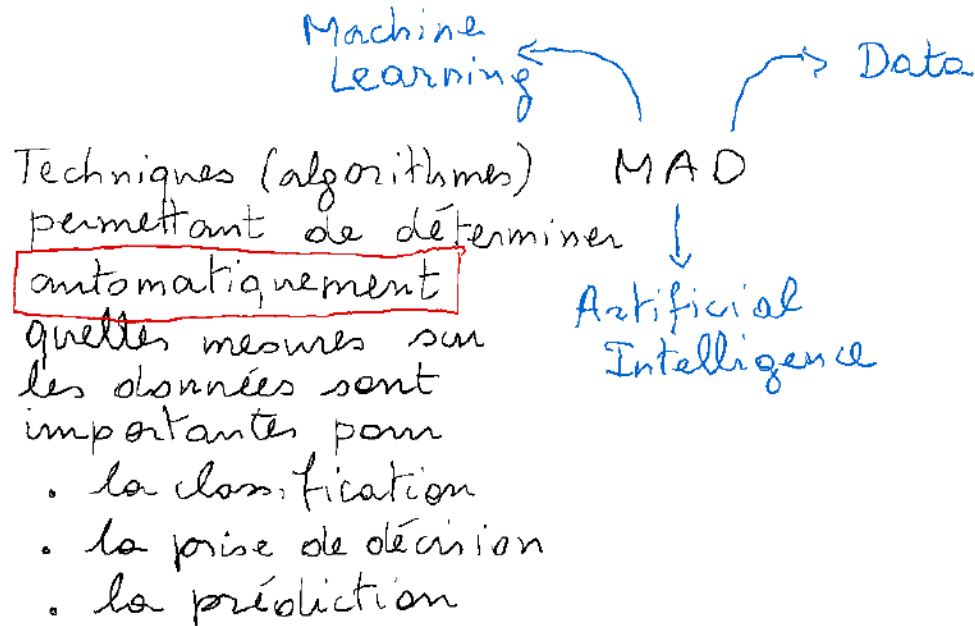 Machine
Learning
Data
MAD
Artificial
Intelligence
Techniques (algorithmes)
permettant de déterminer
automatiquement
quelles mesures sur
les données sont
importantes pour
. la classification
. la prise de décision
. la prédiction